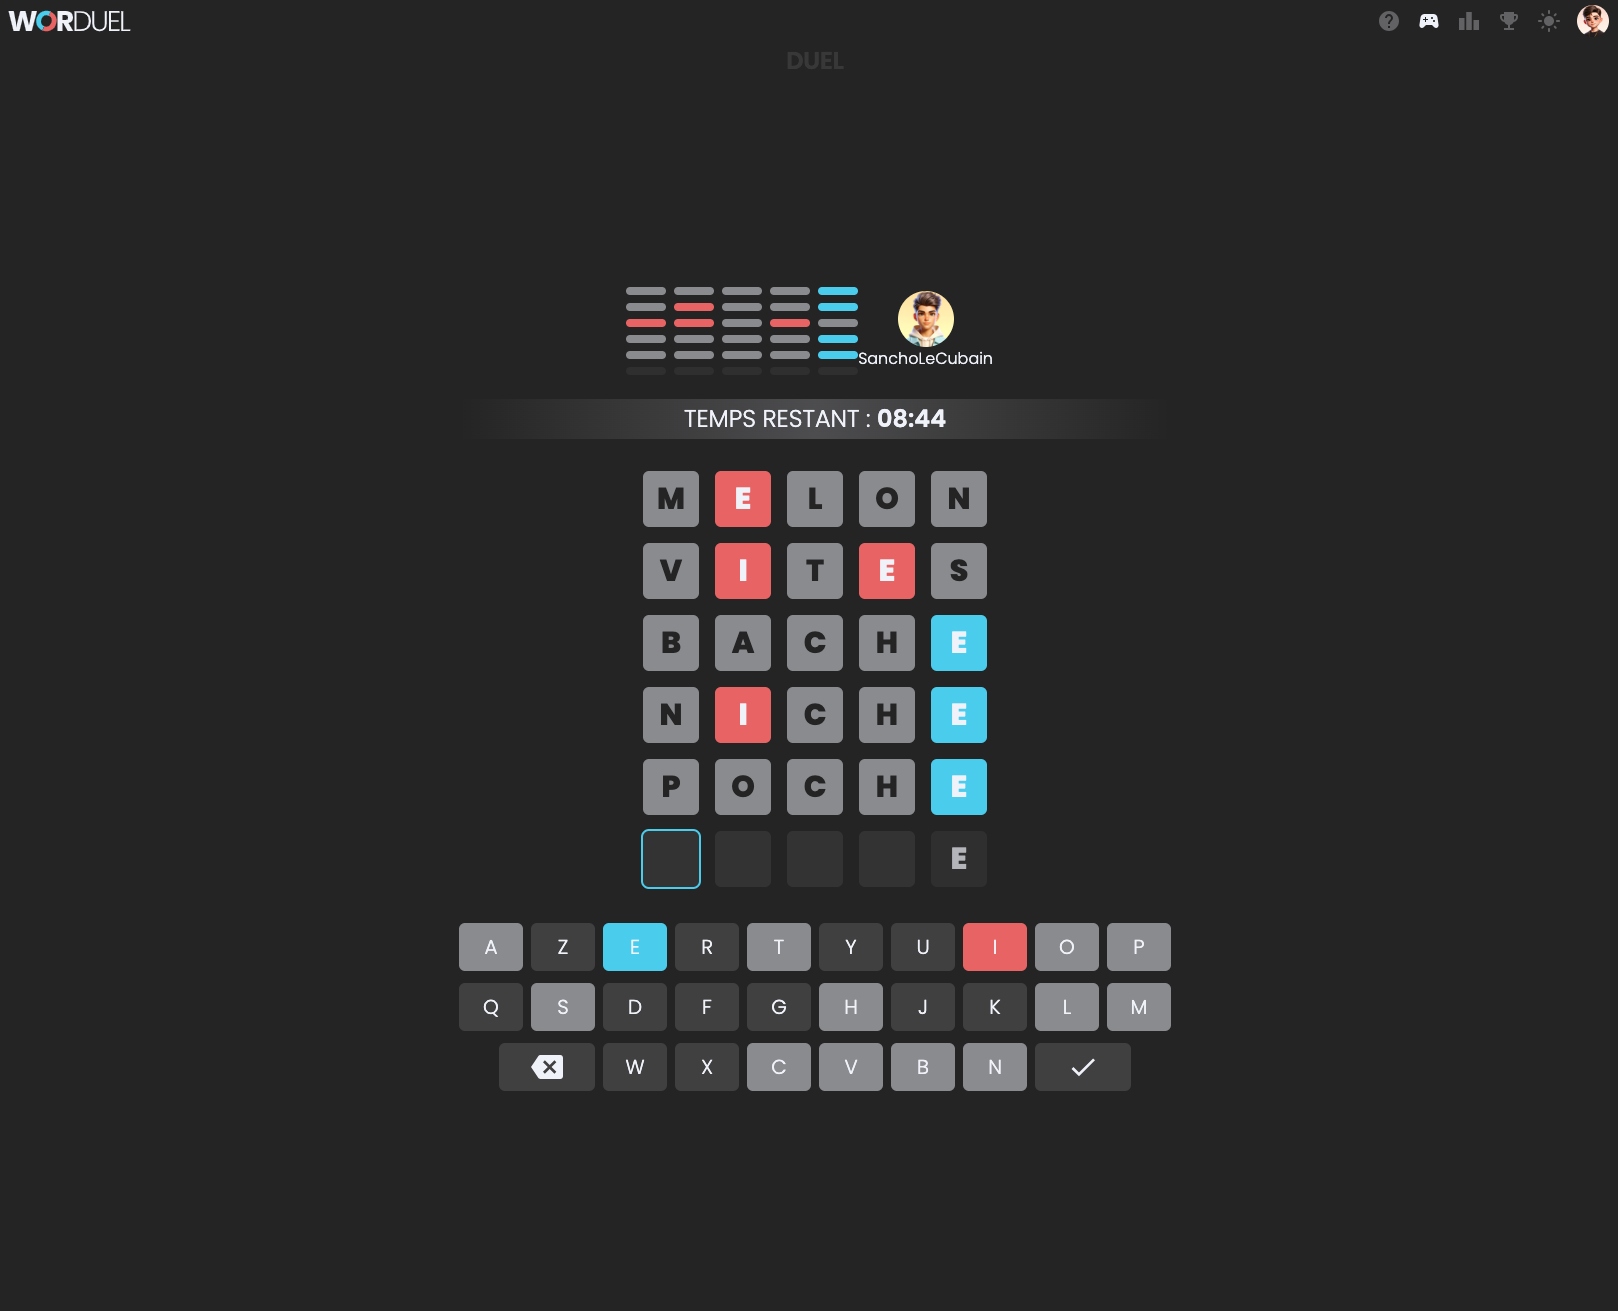 WORDUEL
DUEL
SanchoLeCubain
TEMPS RESTANT : 08:44
M E L O N
V I T E S
B A C H E
N I C H E
P O C H E
E
A Z E R T Y U I O P
Q S D F G H J K L M
W X C V B N